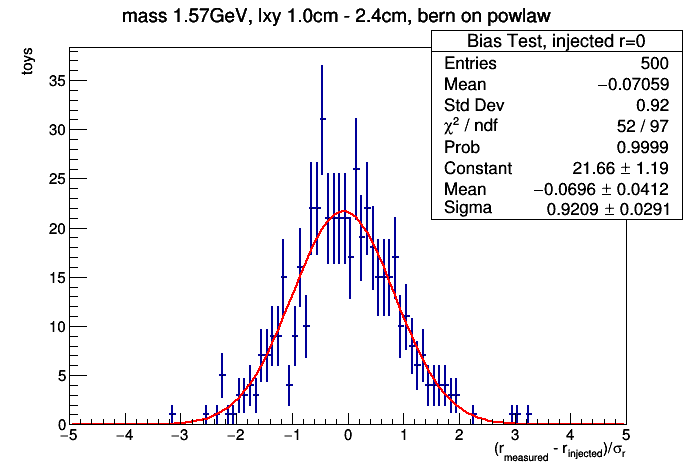 mass 1.57GeV, lxy 1.0cm - 2.4cm, bern on powlaw
Bias Test, injected r=0
Entries 500
Mean −0.07059
Std Dev 0.92
χ² / ndf 52 / 97
Prob 0.9999
Constant 21.66 ± 1.19
Mean −0.0696 ± 0.0412
Sigma 0.9209 ± 0.0291
toys
35
30
25
20
15
10
5
0
−5 −4 −3 −2 −1 0 1 2 3 4 5
(r_measured - r_injected)/σ_r